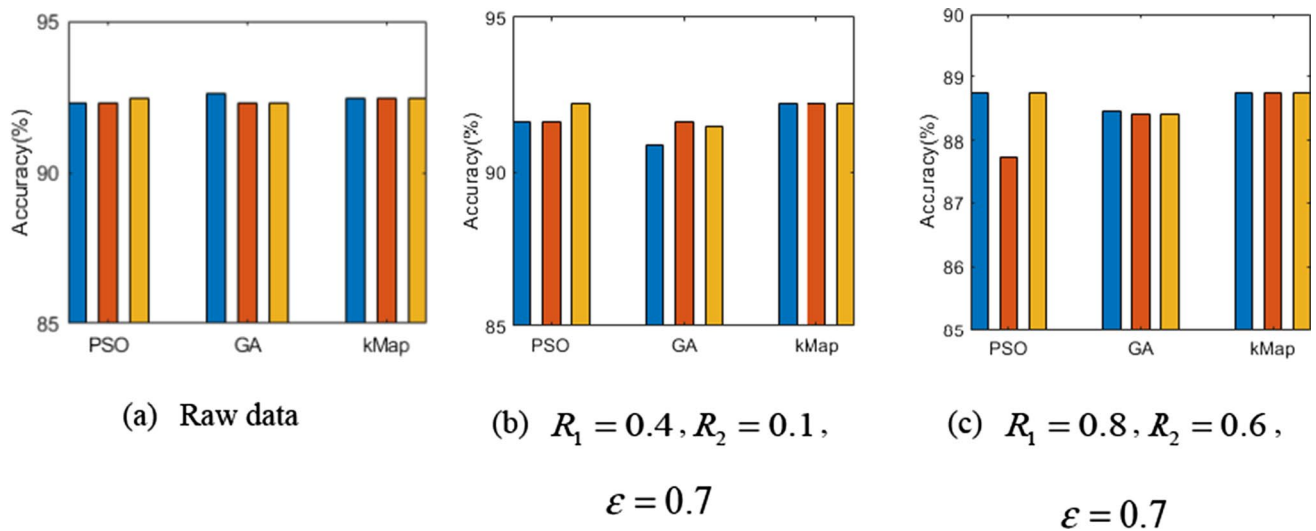 95
90
85
Accuracy(%)
PSO GA kMap
(a) Raw data
95
90
85
Accuracy(%)
PSO GA kMap
(b) R₁ = 0.4, R₂ = 0.1,
ε = 0.7
90
89
88
87
86
85
Accuracy(%)
PSO GA kMap
(c) R₁ = 0.8, R₂ = 0.6,
ε = 0.7